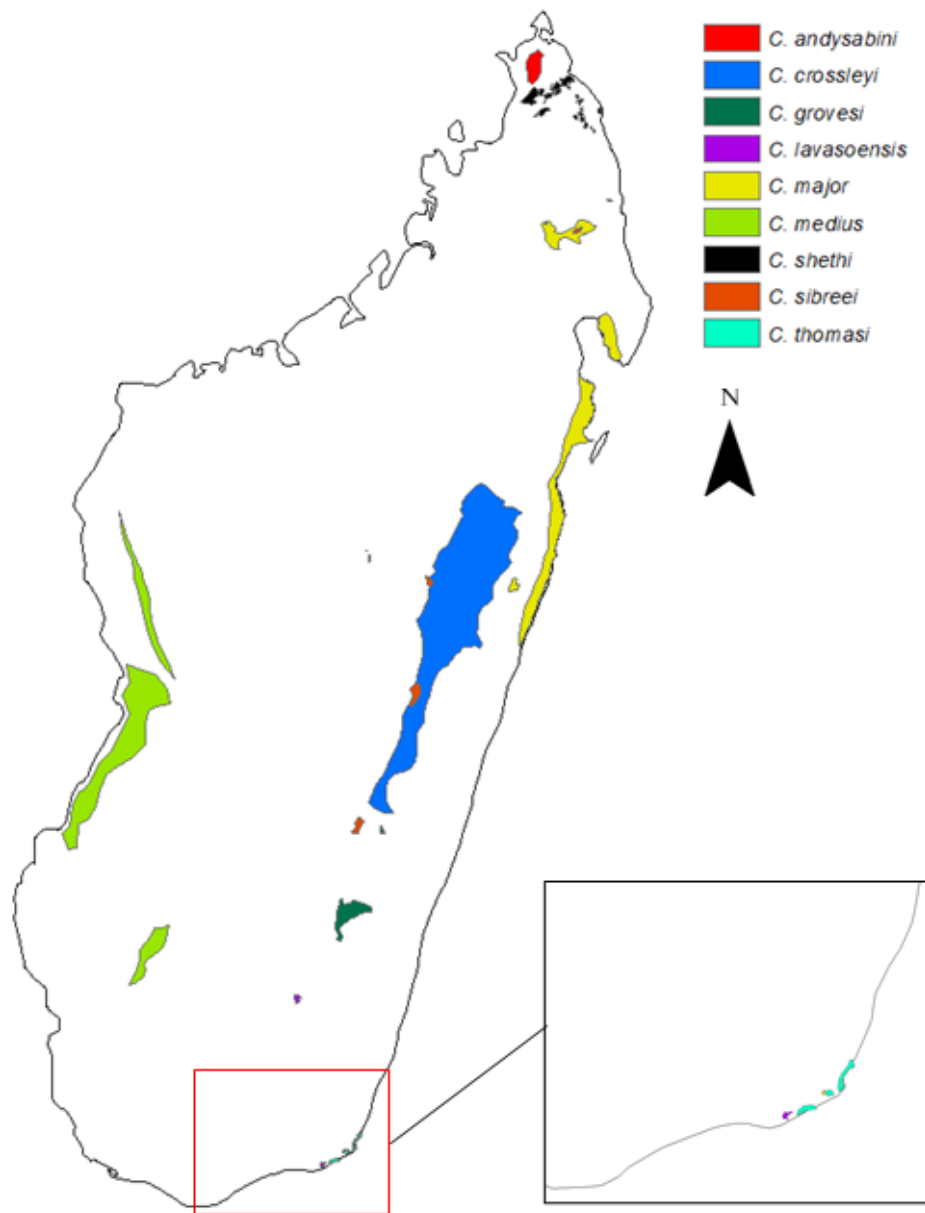 C. andysabini
C. crossleyi
C. grovesi
C. lavasoensis
C. major
C. medius
C. shethi
C. sibreei
C. thomasi
N